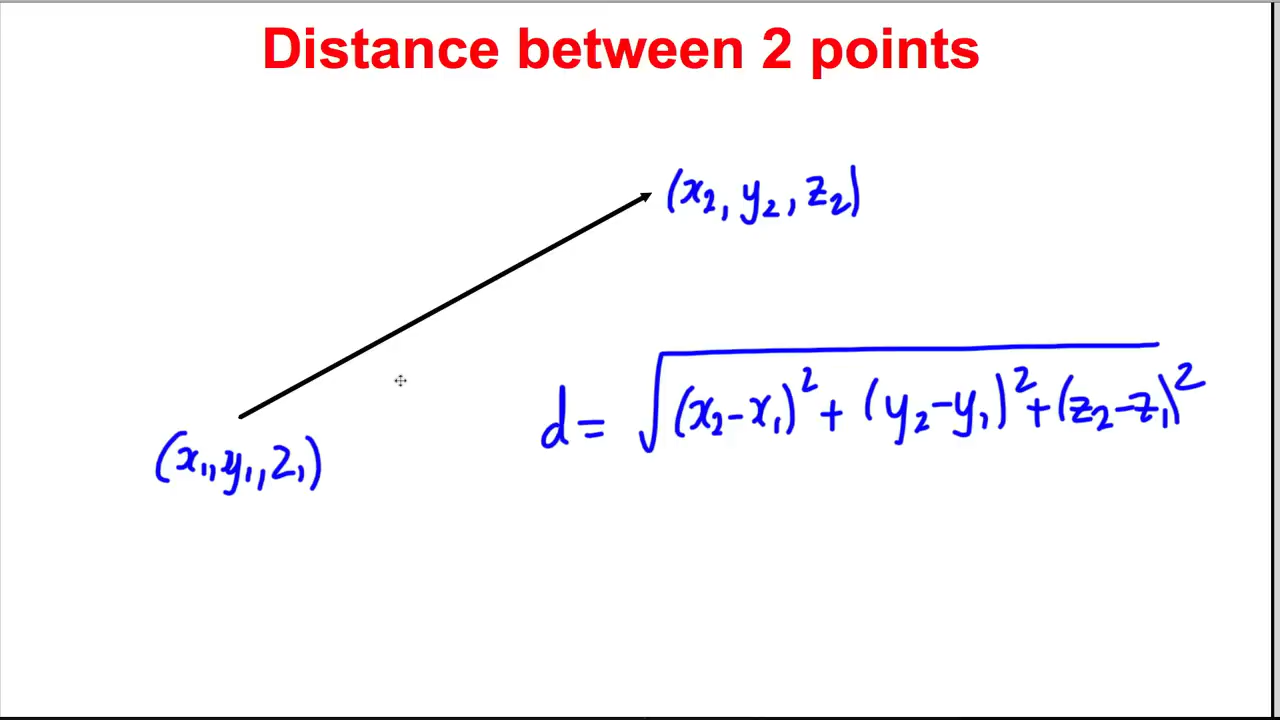 Distance between 2 points
(x₂, y₂, z₂)
d = √(x₂-x₁)² + (y₂-y₁)² + (z₂-z₁)²
(x₁, y₁, z₁)